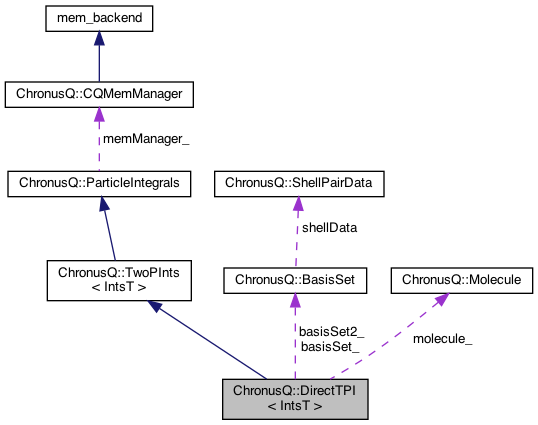 mem_backend
ChronusQ::CQMemManager
memManager_
ChronusQ::ParticleIntegrals
ChronusQ::ShellPairData
shellData
ChronusQ::TwoPInts
< IntsT >
ChronusQ::BasisSet
ChronusQ::Molecule
basisSet2_
basisSet_
molecule_
ChronusQ::DirectTPI
< IntsT >